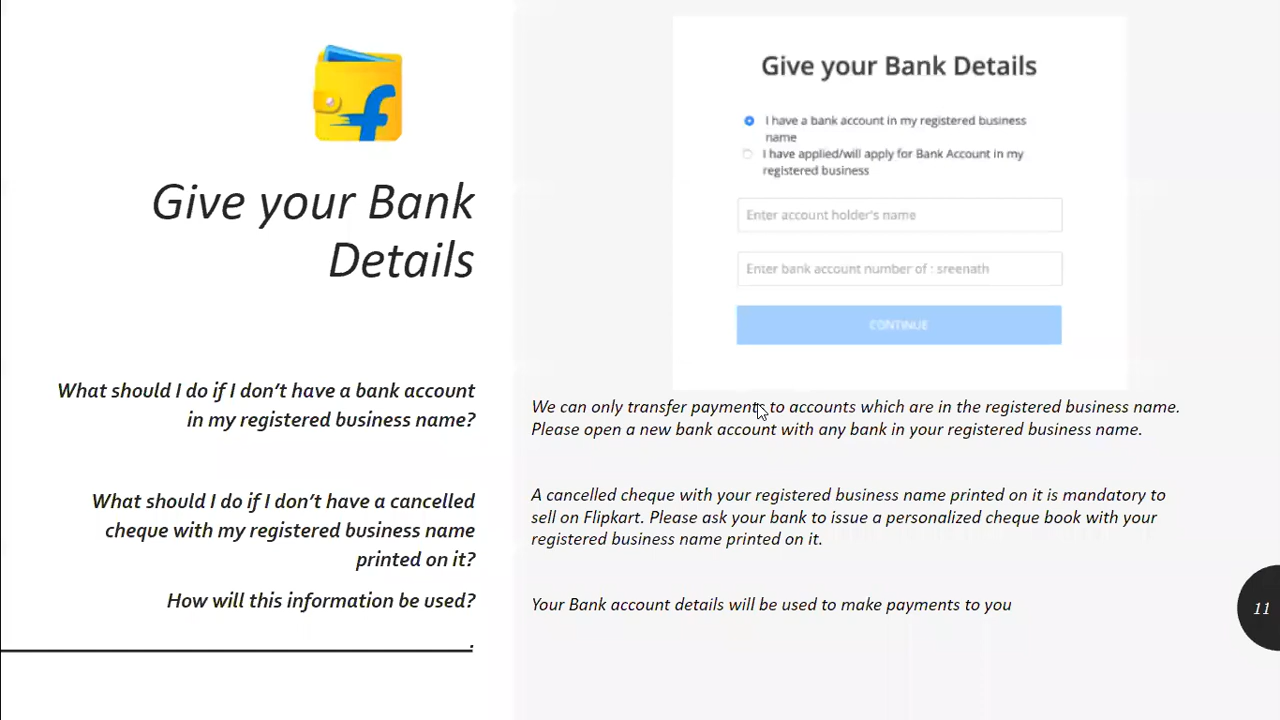 Give your Bank
Details
Give your Bank Details
I have a bank account in my registered business
name
I have applied/will apply for Bank Account in my
registered business
Enter account holder's name
Enter bank account number of : sreenath
CONTINUE
What should I do if I don't have a bank account
in my registered business name?
We can only transfer payments to accounts which are in the registered business name.
Please open a new bank account with any bank in your registered business name.
What should I do if I don't have a cancelled
cheque with my registered business name
printed on it?
A cancelled cheque with your registered business name printed on it is mandatory to
sell on Flipkart. Please ask your bank to issue a personalized cheque book with your
registered business name printed on it.
How will this information be used?
Your Bank account details will be used to make payments to you
.
11